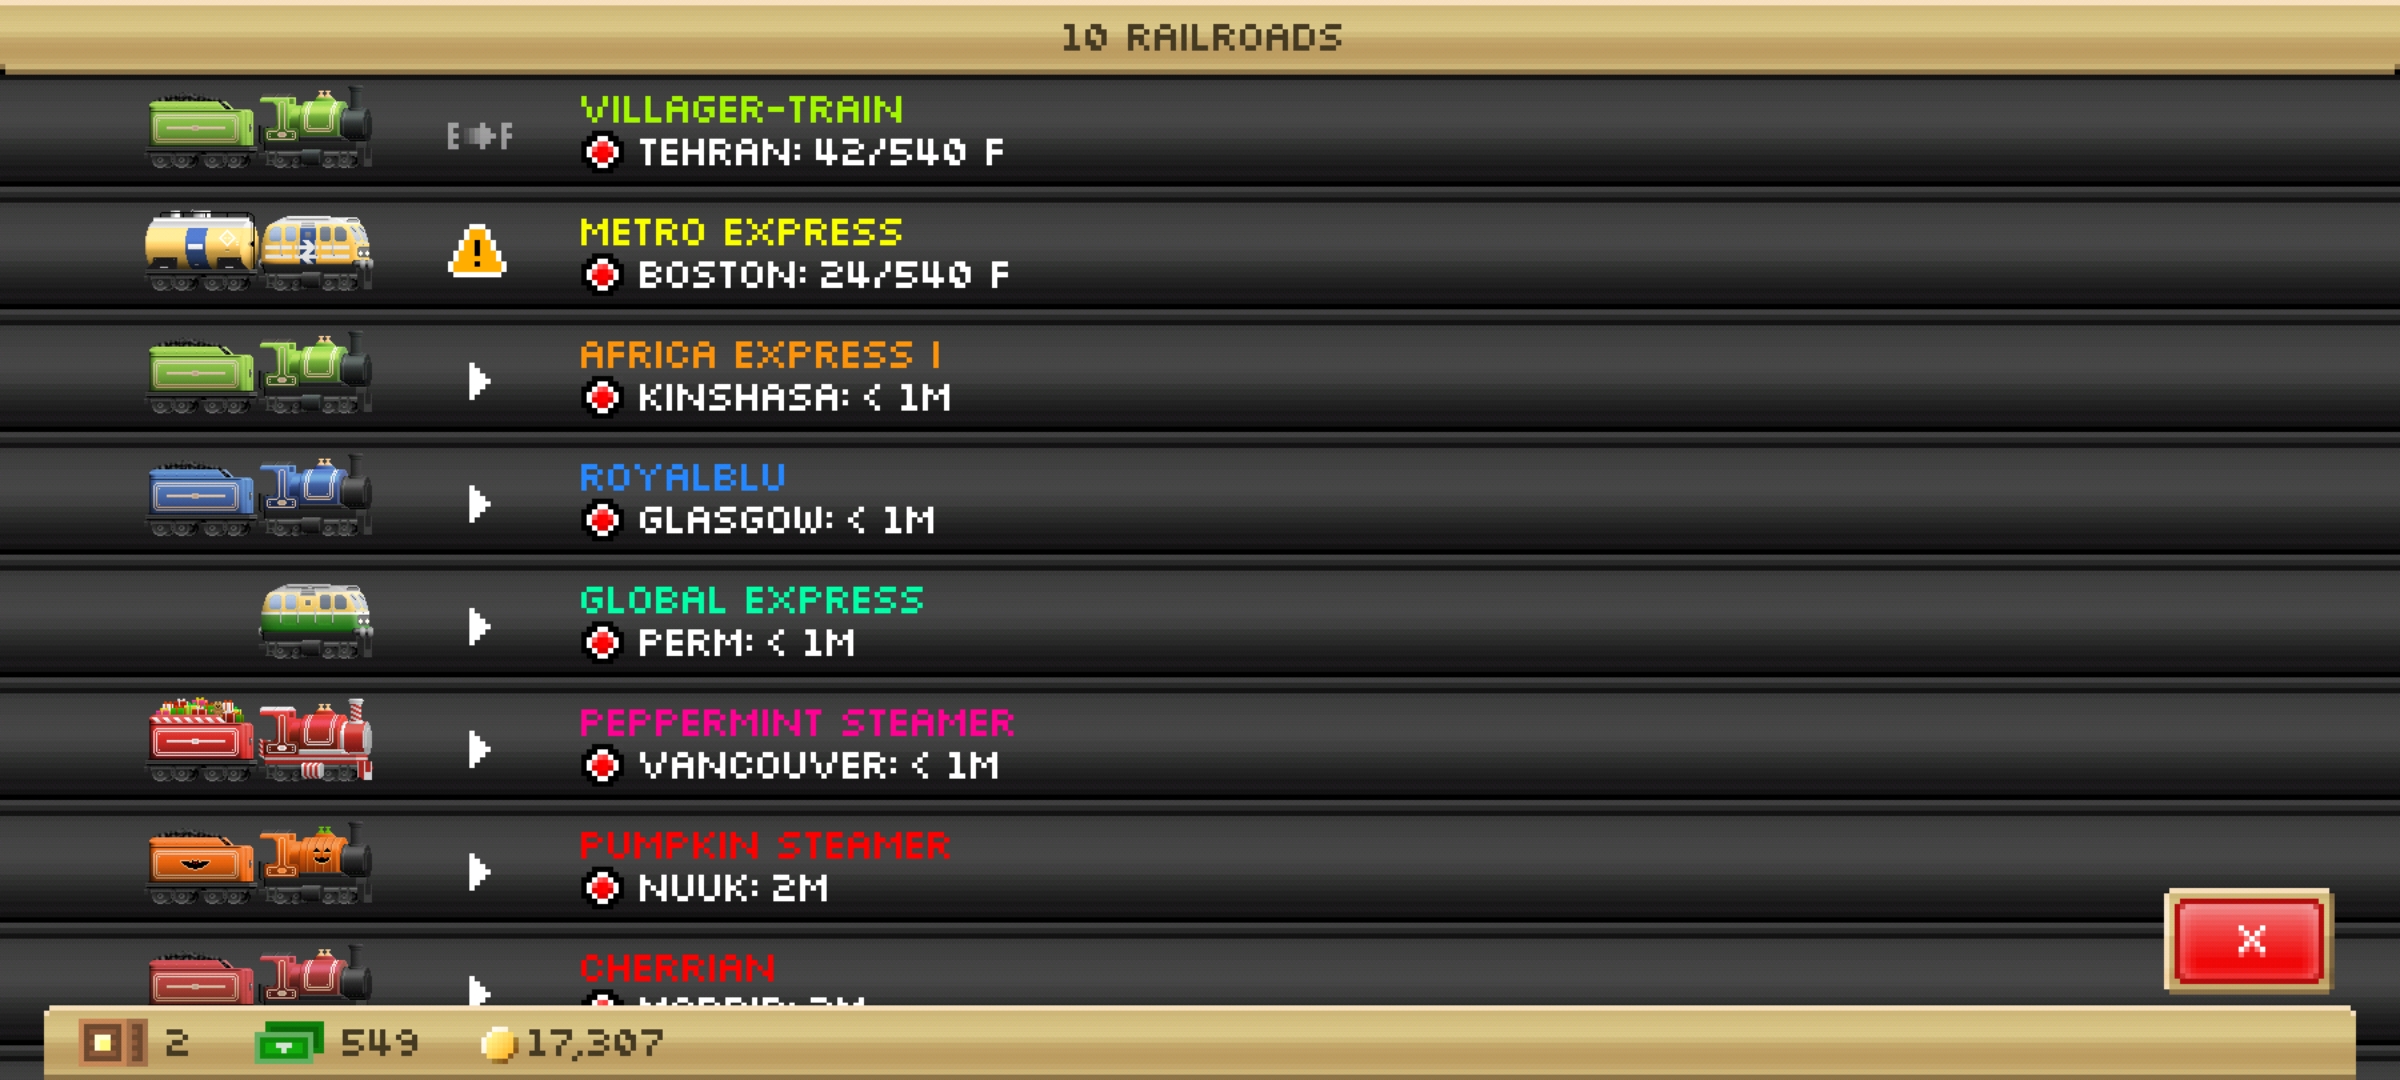 10 RAILROADS
VILLAGER-TRAIN
E F
TEHRAN: 42/540 F
METRO EXPRESS
!
BOSTON: 24/540 F
AFRICA EXPRESS I
KINSHASA: < 1M
ROYALBLU
GLASGOW: < 1M
GLOBAL EXPRESS
PERM: < 1M
PEPPERMINT STEAMER
VANCOUVER: < 1M
PUMPKIN STEAMER
NUUK: 2M
CHERRIAN
X
2 549 17,307